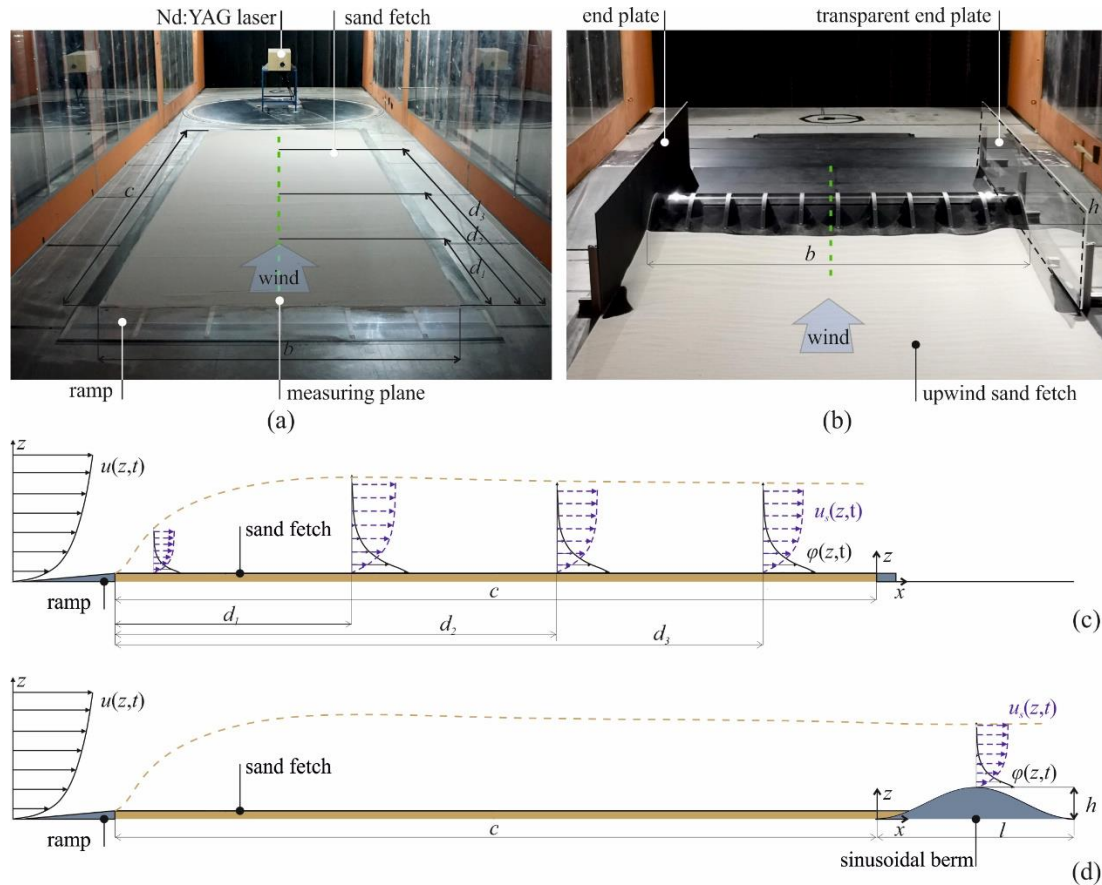 Nd:YAG laser
sand fetch
c
d₃
d₂
d₁
wind
b
ramp
measuring plane
(a)
end plate
transparent end plate
h
b
wind
upwind sand fetch
(b)
z
u(z,t)
sand fetch
uₛ(z,t)
φ(z,t)
z
x
ramp
c
d₁
d₂
d₃
(c)
z
u(z,t)
sand fetch
uₛ(z,t)
φ(z,t)
z
h
ramp
c
x
l
sinusoidal berm
(d)